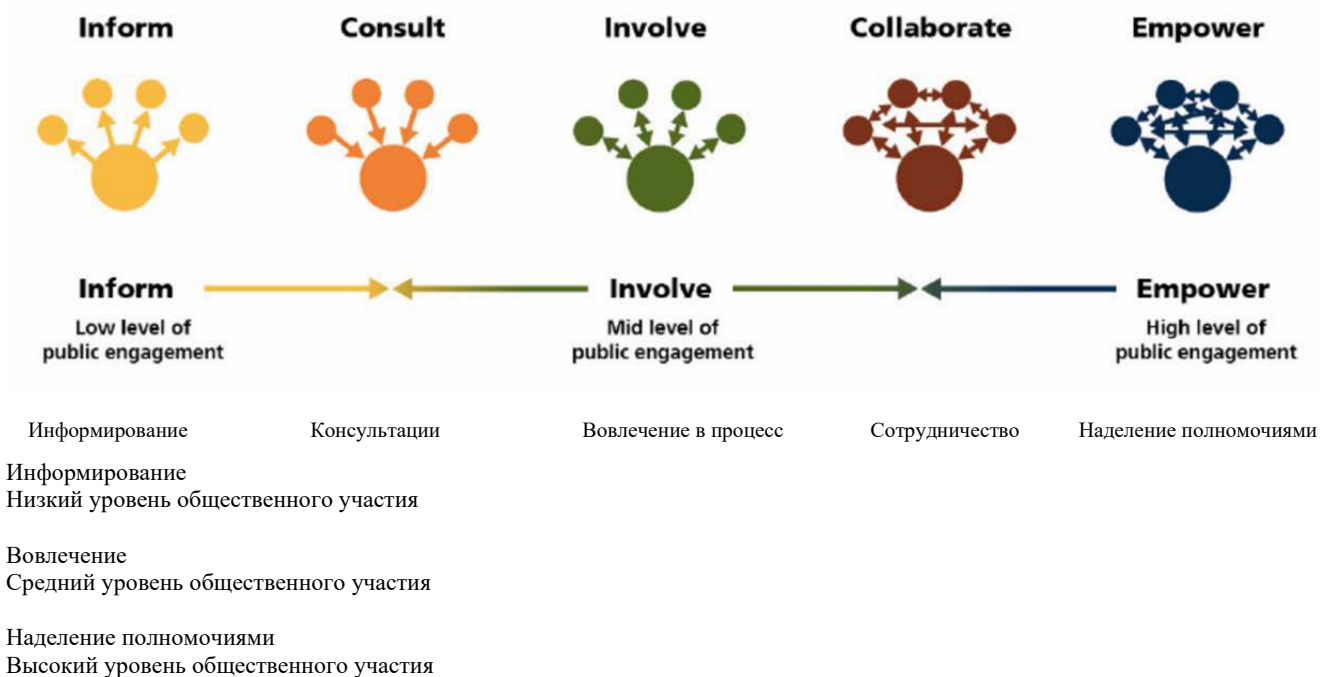 Inform Consult Involve Collaborate Empower
Inform Involve Empower
Low level of Mid level of High level of
public engagement public engagement public engagement
Информирование Консультации Вовлечение в процесс Сотрудничество Наделение полномочиями
Информирование
Низкий уровень общественного участия
Вовлечение
Средний уровень общественного участия
Наделение полномочиями
Высокий уровень общественного участия